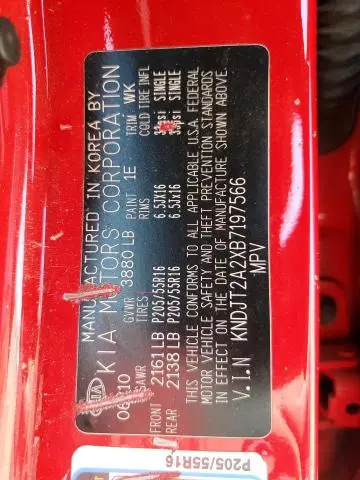 MANUFACTURED IN KOREA BY
KIA KIA MOTORS CORPORATION
GVWR 3880 LB PAINT 1E TRIM WK
GAWR TIRES RIMS COLD TIRE INFL
FRONT 2161 LB P205/55R16 6.5JX16 SINGLE
REAR 2138 LB P205/55R16 6.5JX16 SINGLE
THIS VEHICLE CONFORMS TO ALL APPLICABLE U.S.A. FEDERAL
MOTOR VEHICLE SAFETY AND THEFT PREVENTION STANDARDS
IN EFFECT ON THE DATE OF MANUFACTURE SHOWN ABOVE.
V.I.N KNDJT2A2XB7197566
MPV
P205/55R16